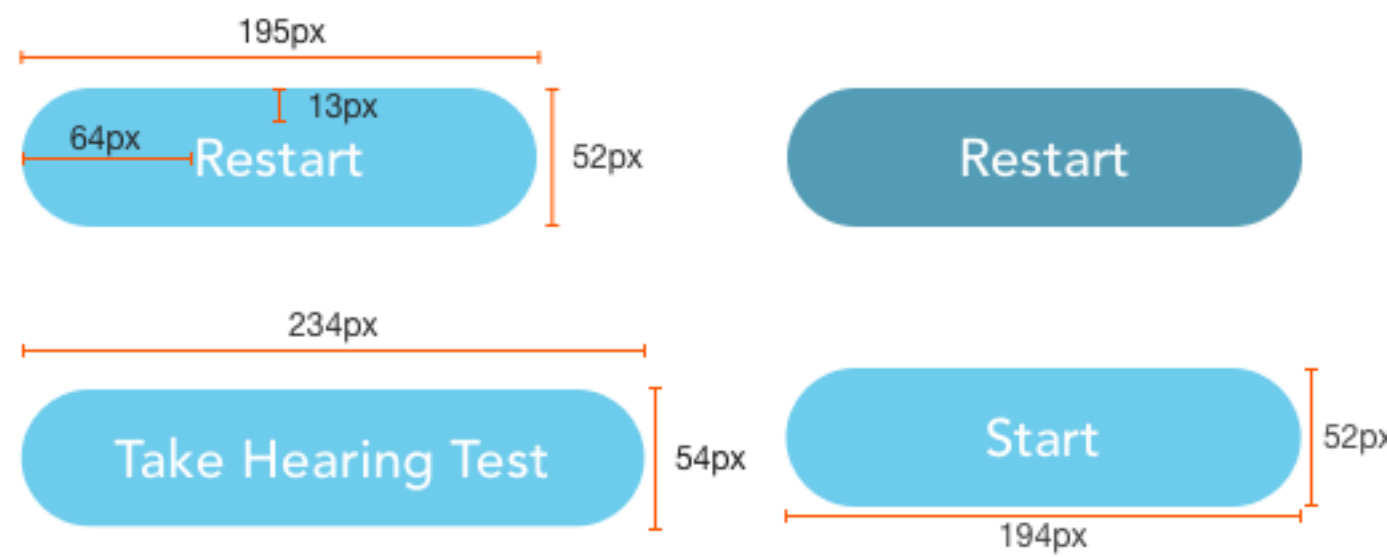 195px
13px
64px
Restart
52px
Restart
234px
Take Hearing Test
54px
Start
52px
194px